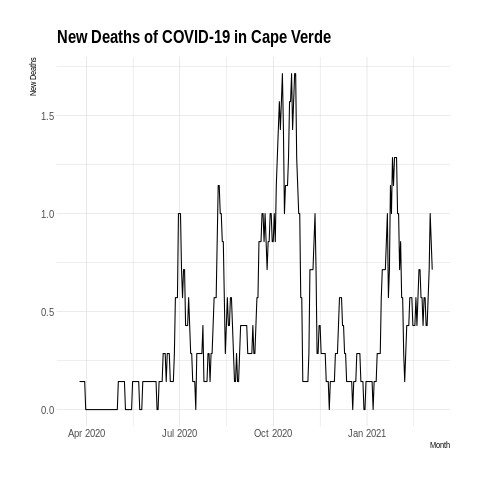 New Deaths of COVID-19 in Cape Verde
New Deaths
1.5
1.0
0.5
0.0
Apr 2020 Jul 2020 Oct 2020 Jan 2021
Month